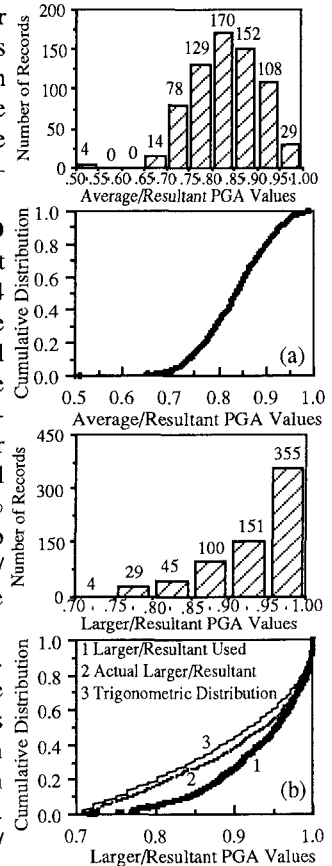 200
170
152
150
129
108
100
78
50
29
14
4
0
0
0
Number of Records
.50 .55 .60 .65 .70 .75 .80 .85 .90 .95 1.00
Average/Resultant PGA Values
1.0
0.8
0.6
0.4
0.2
0.0
Cumulative Distribution
(a)
0.5 0.6 0.7 0.8 0.9 1.0
Average/Resultant PGA Values
450
355
300
150
151
100
45
29
4
0
Number of Records
.70 .75 .80 .85 .90 .95 1.00
Larger/Resultant PGA Values
1.0
0.8
0.6
0.4
0.2
0.0
Cumulative Distribution
1 Larger/Resultant Used
2 Actual Larger/Resultant
3 Trigonometric Distribution
3
2
1
(b)
0.7 0.8 0.9 1.0
Larger/Resultant PGA Values